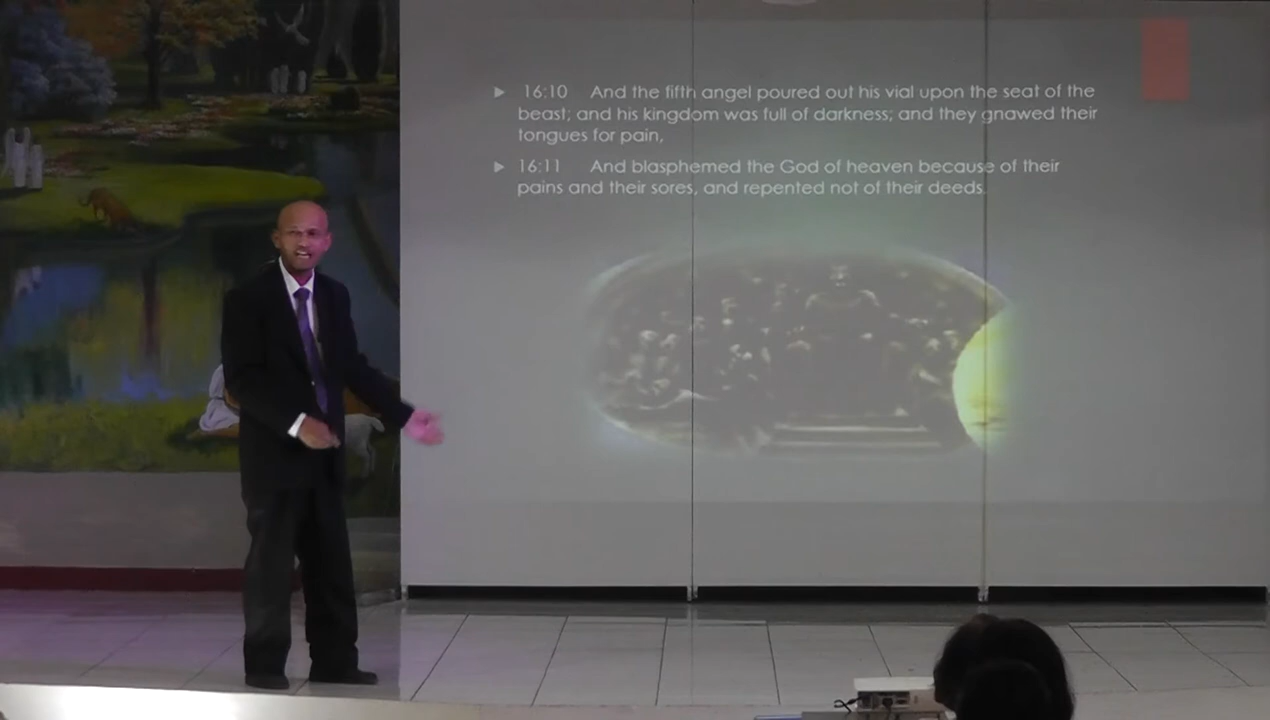 16:10 And the fifth angel poured out his vial upon the seat of the
beast; and his kingdom was full of darkness; and they gnawed their
tongues for pain,
16:11 And blasphemed the God of heaven because of their
pains and their sores, and repented not of their deeds.